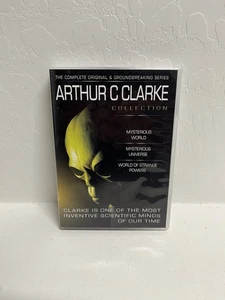 THE COMPLETE ORIGINAL & GROUNDBREAKING SERIES
ARTHUR C CLARKE
COLLECTION
MYSTERIOUS
WORLD
MYSTERIOUS
UNIVERSE
WORLD OF STRANGE
POWERS
CLARKE IS ONE OF THE MOST
INVENTIVE SCIENTIFIC MINDS
OF OUR TIME